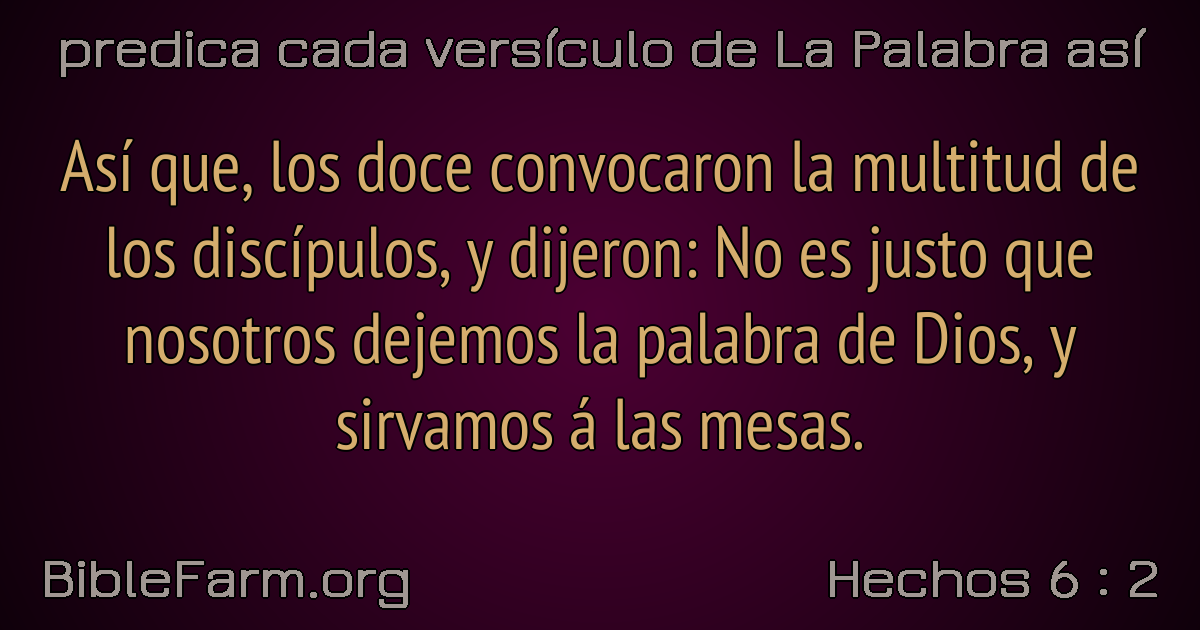 predica cada versículo de La Palabra así
Así que, los doce convocaron la multitud de
los discípulos, y dijeron: No es justo que
nosotros dejemos la palabra de Dios, y
sirvamos á las mesas.
BibleFarm.org
Hechos 6 : 2